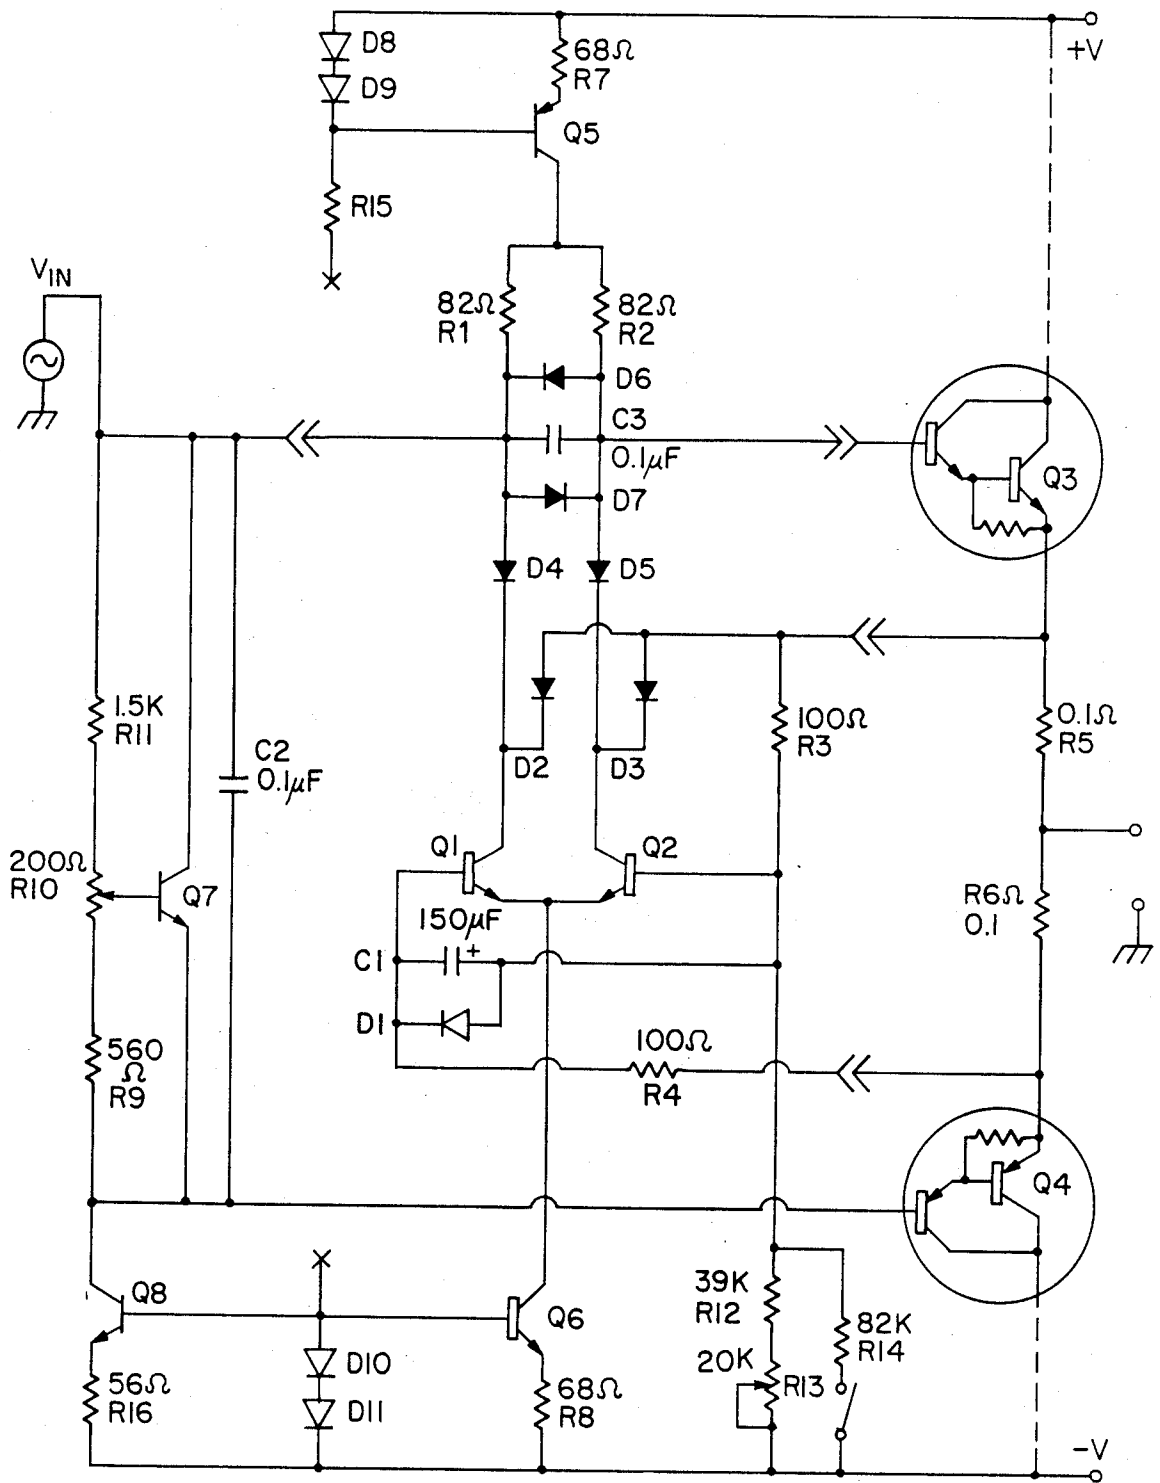 D8
68Ω
R7
+V
D9
Q5
R15
VIN
82Ω
R1
82Ω
R2
D6
C3
0.1μF
Q3
D7
D4
D5
1.5K
R11
100Ω
R3
0.1Ω
R5
C2
0.1μF
D2
D3
200Ω
R10
Q7
Q1
Q2
150μF
+
R6Ω
0.1
C1
D1
560
Ω
R9
100Ω
R4
Q4
Q8
39K
R12
Q6
82K
R14
20K
R13
D10
56Ω
R16
D11
68Ω
R8
-V